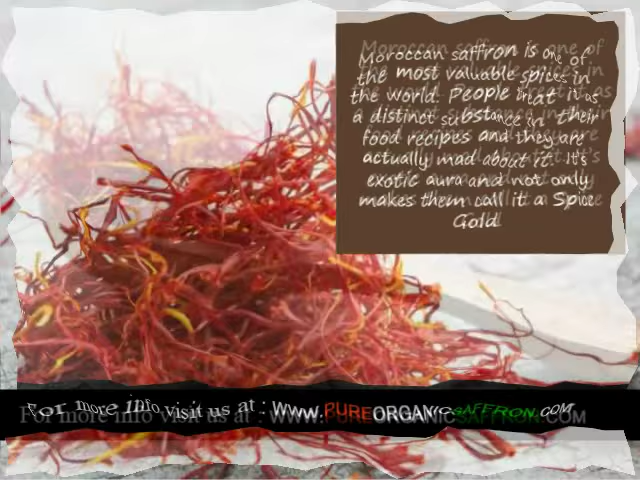 Moroccan saffron is one of
the most valuable spices in
the world. People treat it as
a distinct substance in their
food recipes and they are
actually mad about it. It's
exotic aura and not only
makes them call it a Spice
Gold
For more info visit us at : WWW.PUREORGANICSAFFRON.COM